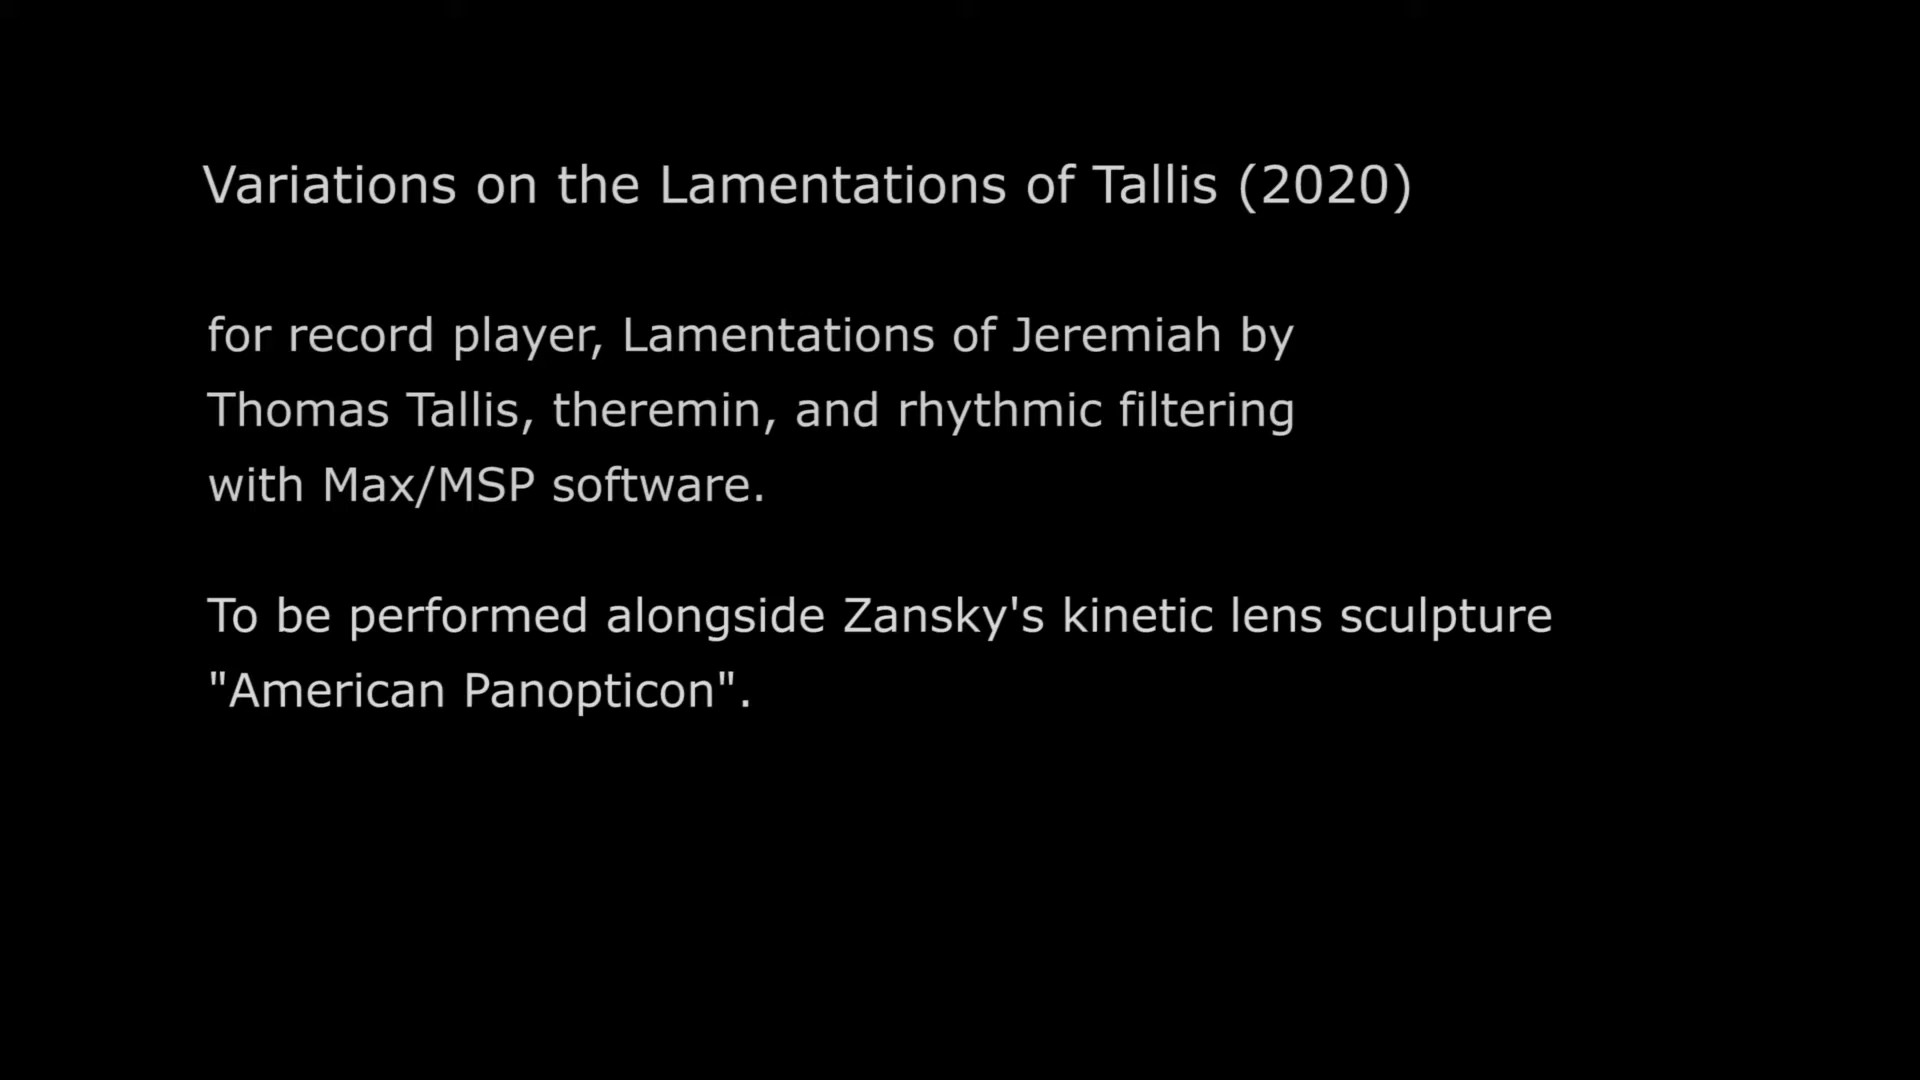 Variations on the Lamentations of Tallis (2020)
for record player, Lamentations of Jeremiah by
Thomas Tallis, theremin, and rhythmic filtering
with Max/MSP software.
To be performed alongside Zansky's kinetic lens sculpture
"American Panopticon".